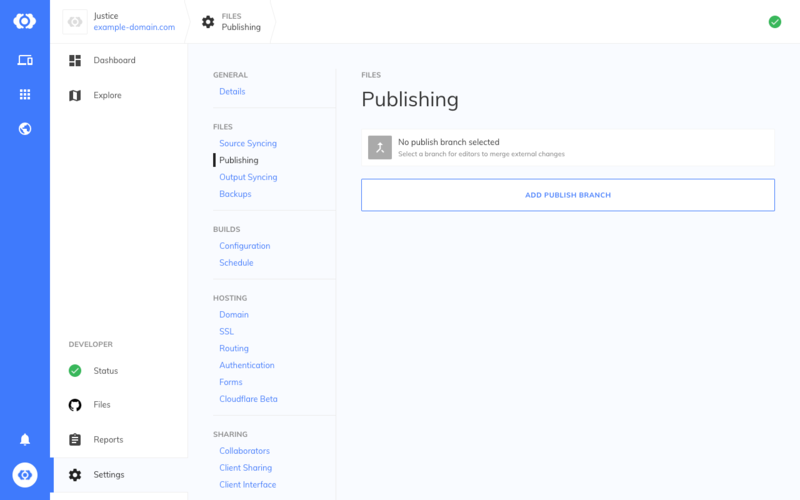 Justice
example-domain.com
FILES
Publishing
Dashboard
Explore
DEVELOPER
Status
Files
Reports
Settings
GENERAL
Details
FILES
Source Syncing
Publishing
Output Syncing
Backups
BUILDS
Configuration
Schedule
HOSTING
Domain
SSL
Routing
Authentication
Forms
Cloudflare Beta
SHARING
Collaborators
Client Sharing
Client Interface
FILES
Publishing
No publish branch selected
Select a branch for editors to merge external changes
ADD PUBLISH BRANCH